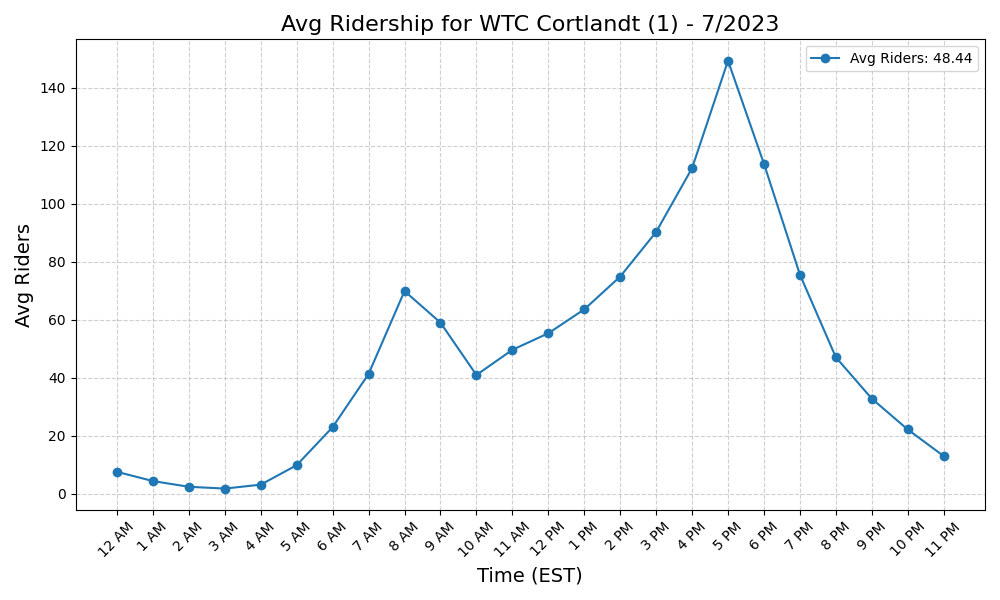 Avg Ridership for WTC Cortlandt (1) - 7/2023
Avg Riders: 48.44
Avg Riders
140
120
100
80
60
40
20
0
12 AM
1 AM
2 AM
3 AM
4 AM
5 AM
6 AM
7 AM
8 AM
9 AM
10 AM
11 AM
12 PM
1 PM
2 PM
3 PM
4 PM
5 PM
6 PM
7 PM
8 PM
9 PM
10 PM
11 PM
Time (EST)